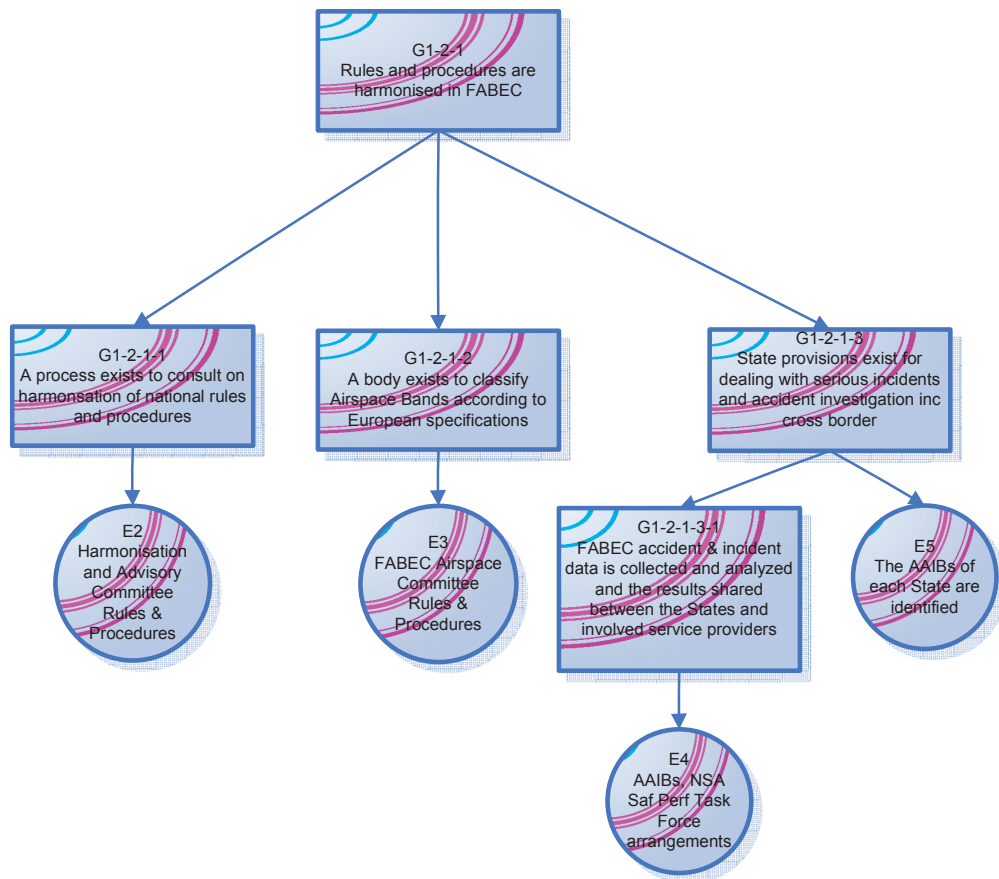 G1-2-1
Rules and procedures are
harmonised in FABEC
G1-2-1-1
A process exists to consult on
harmonsation of national rules
and procedures
G1-2-1-2
A body exists to classify
Airspace Bands according to
European specifications
G1-2-1-3
State provisions exist for
dealing with serious incidents
and accident investigation inc
cross border
E2
Harmonisation
and Advisory
Committee
Rules &
Procedures
E3
FABEC Airspace
Committee
Rules &
Procedures
G1-2-1-3-1
FABEC accident & incident
data is collected and analyzed
and the results shared
between the States and
involved service providers
E5
The AAIBs of
each State are
identified
E4
AAIBs, NSA
Saf Perf Task
Force
arrangements